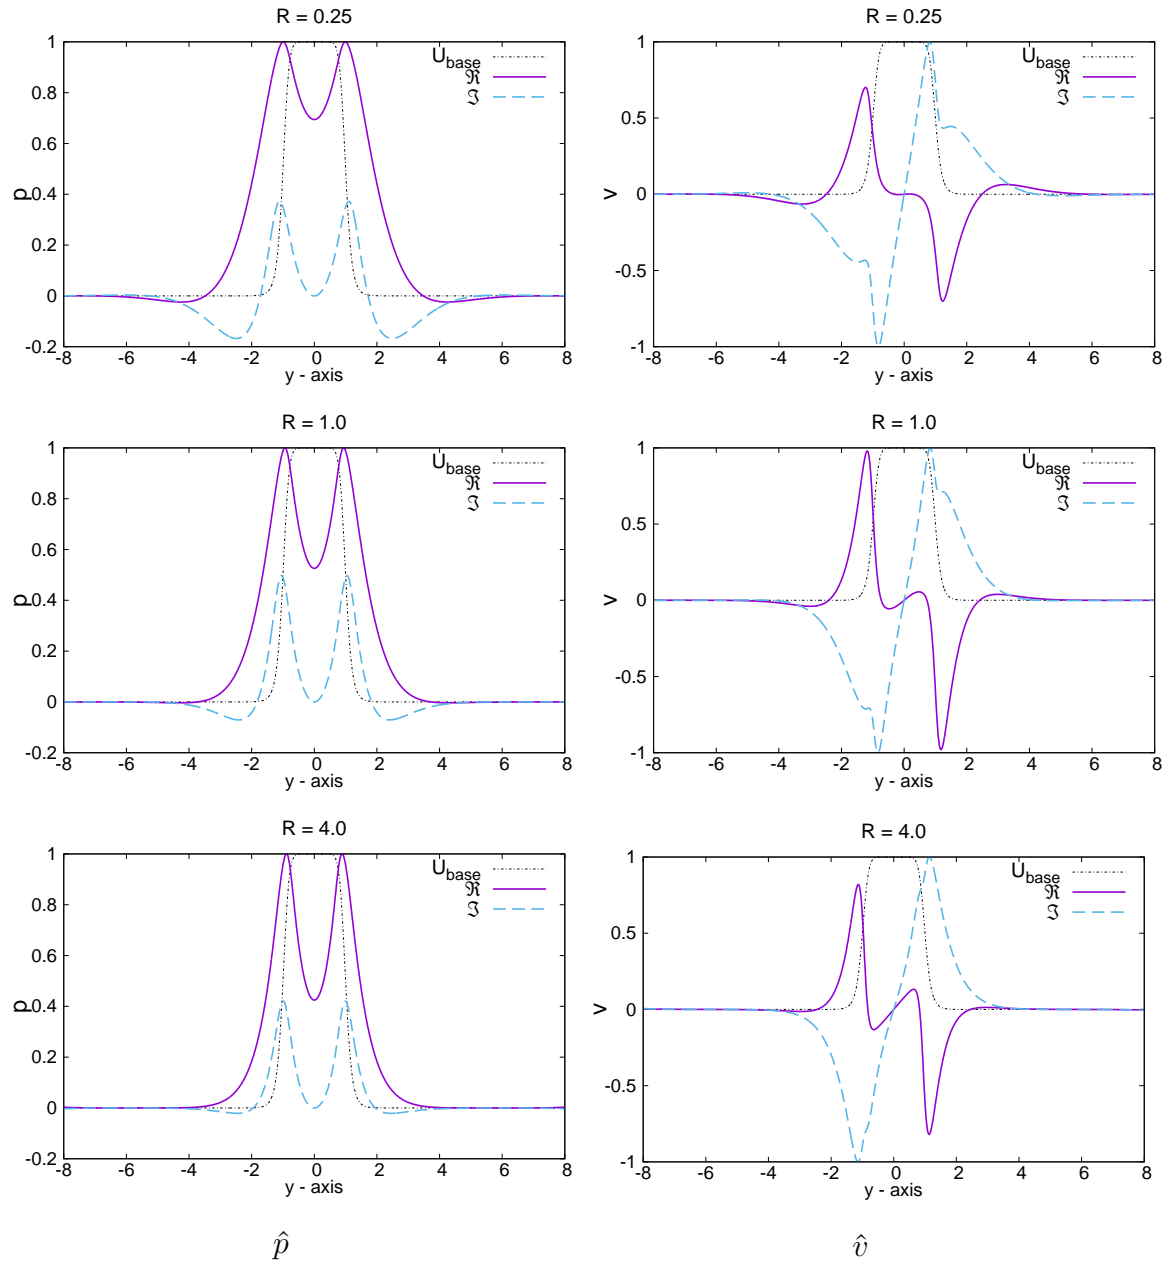 R = 0.25
1
0.8
0.6
0.4
0.2
0
-0.2
p
U_base
ℜ
ℑ
-8 -6 -4 -2 0 2 4 6 8
y - axis
R = 0.25
1
0.5
0
-0.5
-1
v
U_base
ℜ
ℑ
-8 -6 -4 -2 0 2 4 6 8
y - axis
R = 1.0
1
0.8
0.6
0.4
0.2
0
-0.2
p
U_base
ℜ
ℑ
-8 -6 -4 -2 0 2 4 6 8
y - axis
R = 1.0
1
0.5
0
-0.5
-1
v
U_base
ℜ
ℑ
-8 -6 -4 -2 0 2 4 6 8
y - axis
R = 4.0
1
0.8
0.6
0.4
0.2
0
-0.2
p
U_base
ℜ
ℑ
-8 -6 -4 -2 0 2 4 6 8
y - axis
R = 4.0
1
0.5
0
-0.5
-1
v
U_base
ℜ
ℑ
-8 -6 -4 -2 0 2 4 6 8
y - axis
p̂
v̂